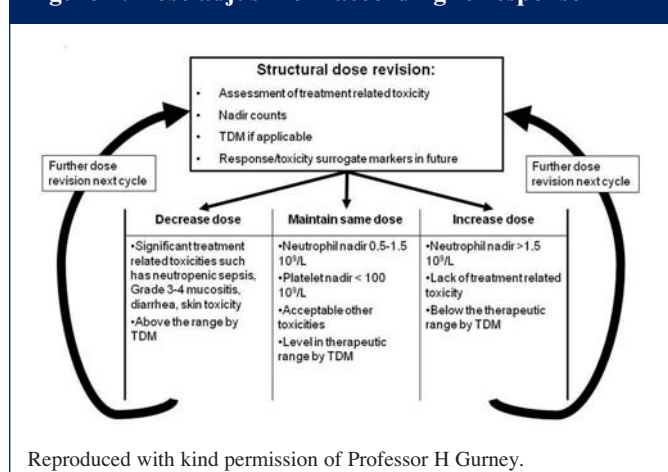 Structural dose revision:
• Assessment of treatment related toxicity
• Nadir counts
• TDM if applicable
• Response/toxicity surrogate markers in future
Further dose
revision next cycle
Further dose
revision next cycle
Decrease dose
•Significant treatment
related toxicities such
has neutropenic sepsis,
Grade 3-4 mucositis,
diarrhea, skin toxicity
•Above the range by
TDM
Maintain same dose
•Neutrophil nadir 0.5-1.5
10⁹/L
•Platelet nadir < 100
10⁹/L
•Acceptable other
toxicities
•Level in therapeutic
range by TDM
Increase dose
•Neutrophil nadir >1.5
10⁹/L
•Lack of treatment related
toxicity
•Below the therapeutic
range by TDM
Reproduced with kind permission of Professor H Gurney.